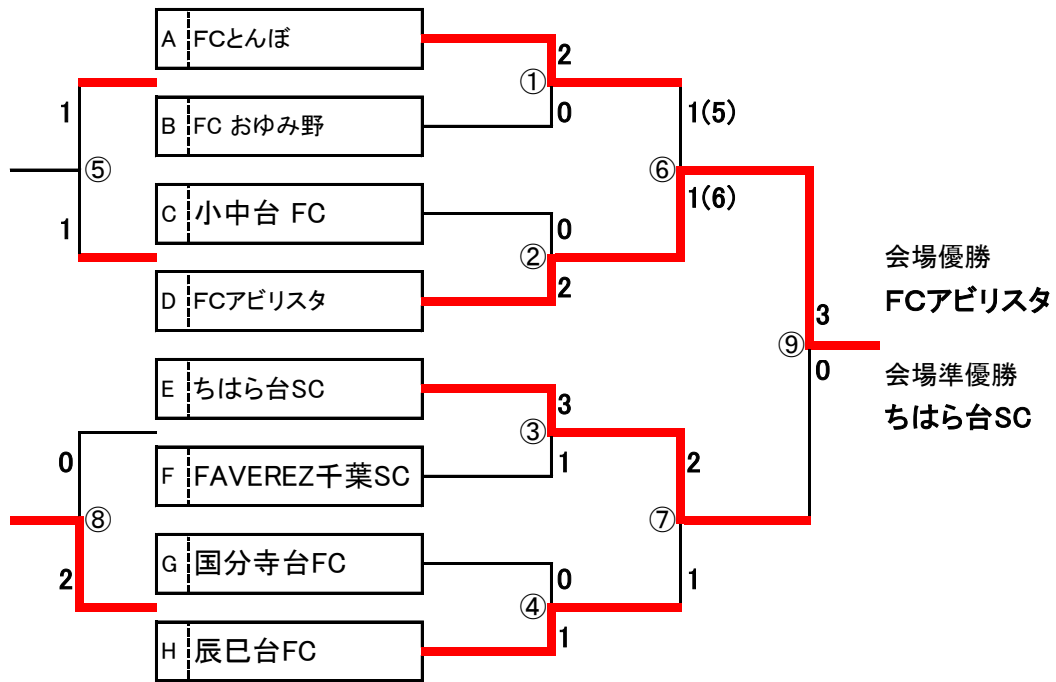 A FCとんぼ
2
①
1
0
1(5)
B FC おゆみ野
⑤
⑥
1(6)
C 小中台 FC
1
0
②
会場優勝
D FCアビリスタ
2
FCアビリスタ
3
⑨
0
会場準優勝
E ちはら台SC
3
ちはら台SC
③
0
1
2
F FAVEREZ千葉SC
⑧
⑦
G 国分寺台FC
2
0
1
④
H 辰巳台FC
1